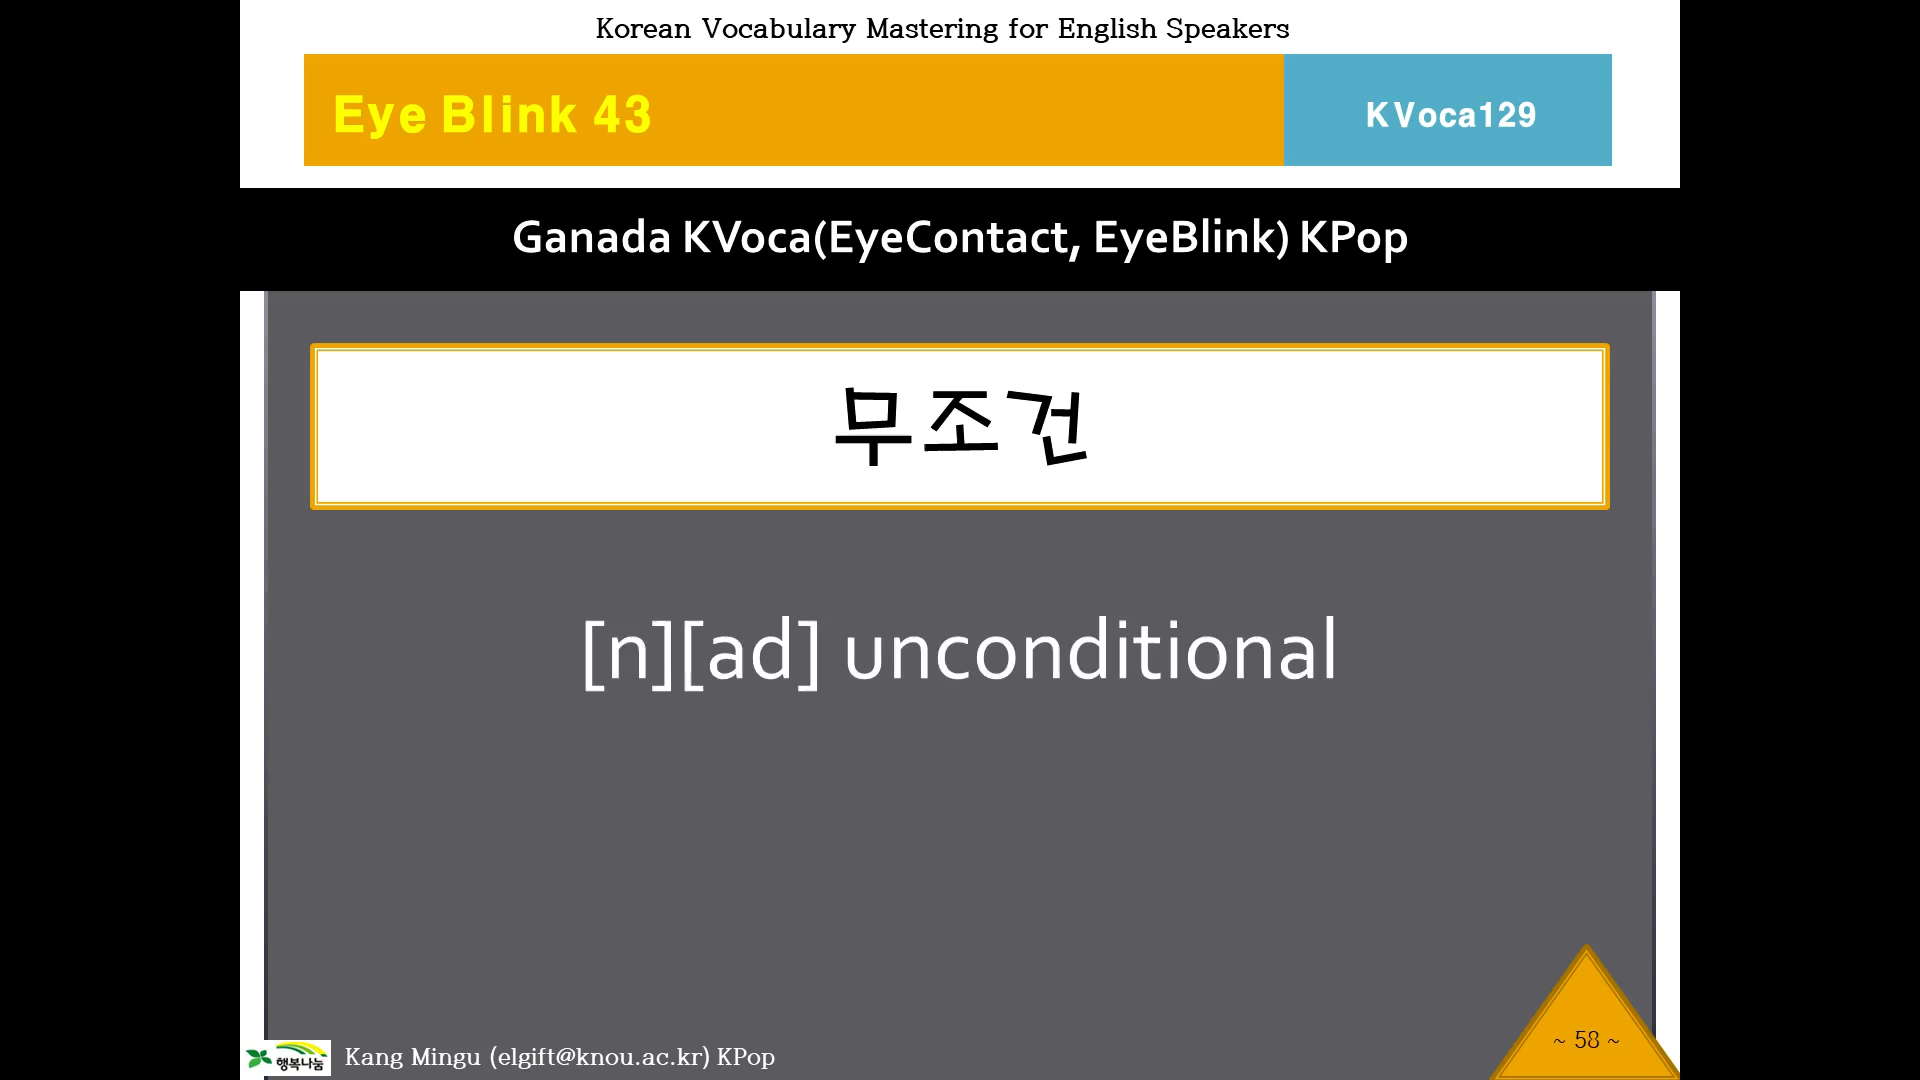 Korean Vocabulary Mastering for English Speakers
Eye Blink 43
KVoca129
Ganada KVoca(EyeContact, EyeBlink) KPop
무조건
[n][ad] unconditional
~ 58 ~
행복나눔
Kang Mingu (elgift@knou.ac.kr) KPop